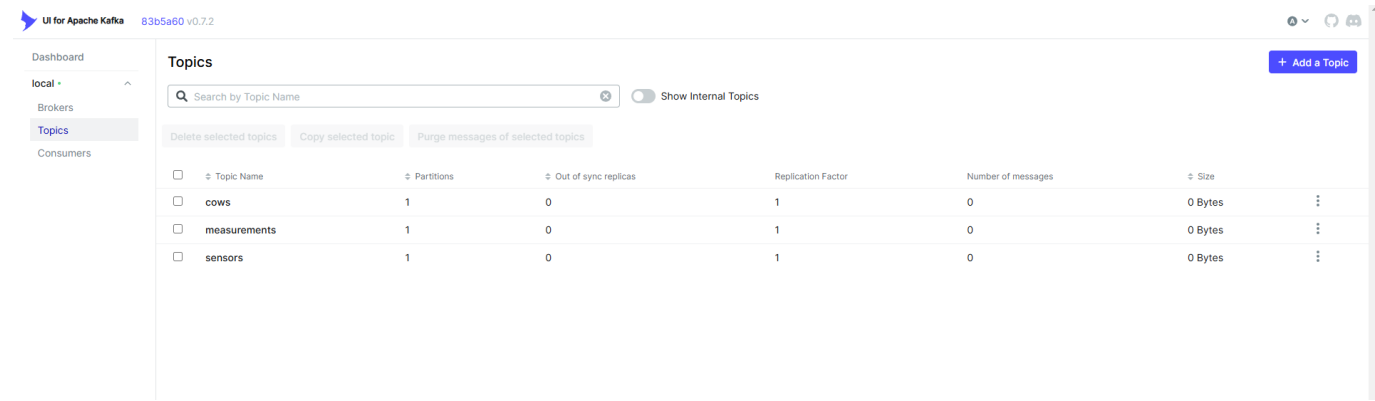 UI for Apache Kafka 83b5a60 v0.7.2 A
Dashboard
local
Brokers
Topics
Consumers
Topics
+ Add a Topic
Search by Topic Name
Show Internal Topics
Delete selected topics Copy selected topic Purge messages of selected topics
Topic Name Partitions Out of sync replicas Replication Factor Number of messages Size
cows 1 0 1 0 0 Bytes
measurements 1 0 1 0 0 Bytes
sensors 1 0 1 0 0 Bytes